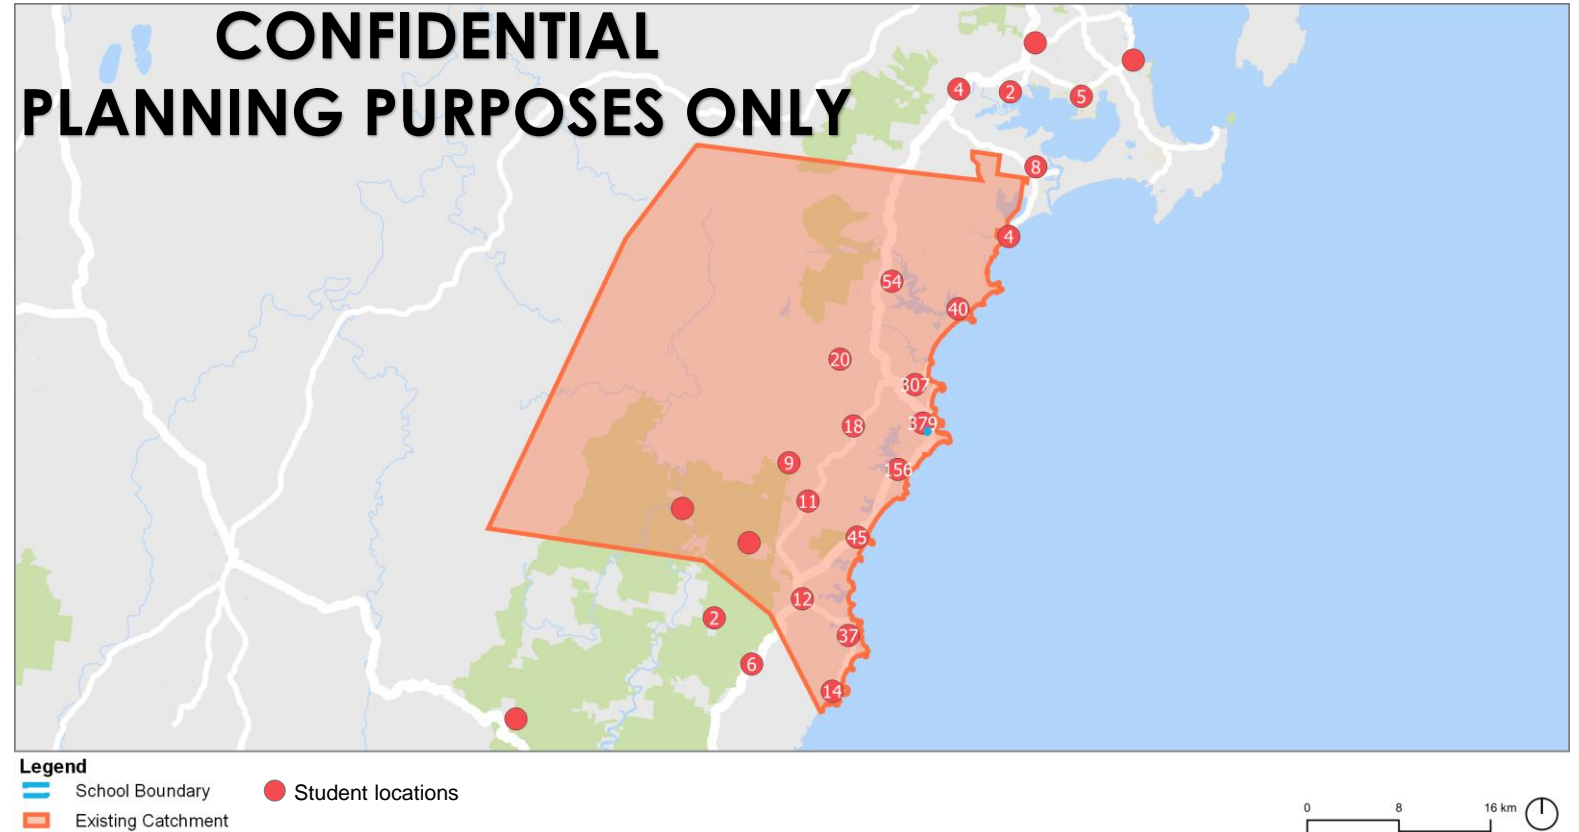 CONFIDENTIAL
PLANNING PURPOSES ONLY
4
2
5
8
4
54
40
20
307
18
379
9
156
11
45
12
2
37
6
14
Legend
School Boundary
Student locations
Existing Catchment
0 8 16 km